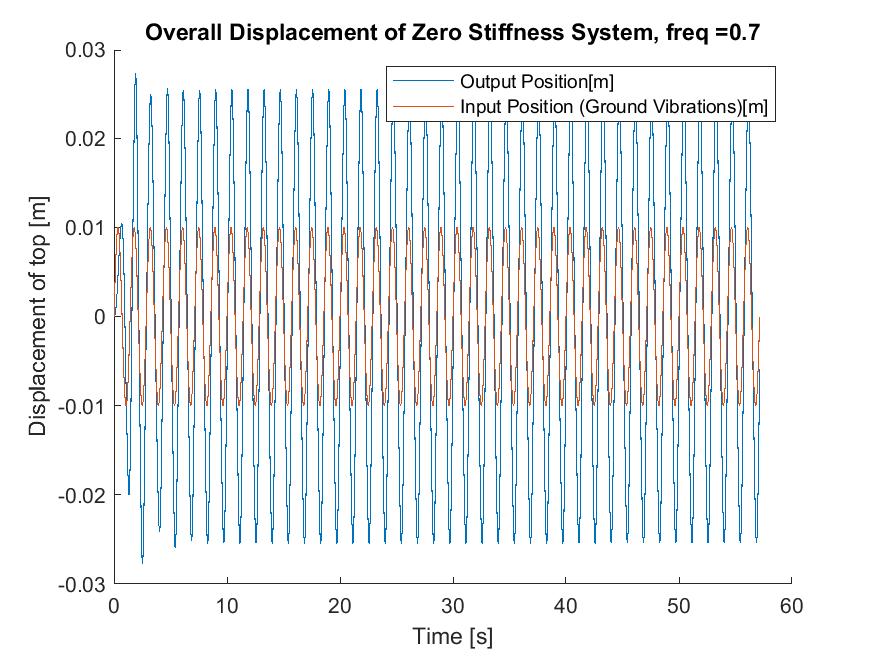 Overall Displacement of Zero Stiffness System, freq =0.7
0.03
Output Position[m]
Input Position (Ground Vibrations)[m]
0.02
0.01
0
-0.01
-0.02
-0.03
Displacement of top [m]
0 10 20 30 40 50 60
Time [s]